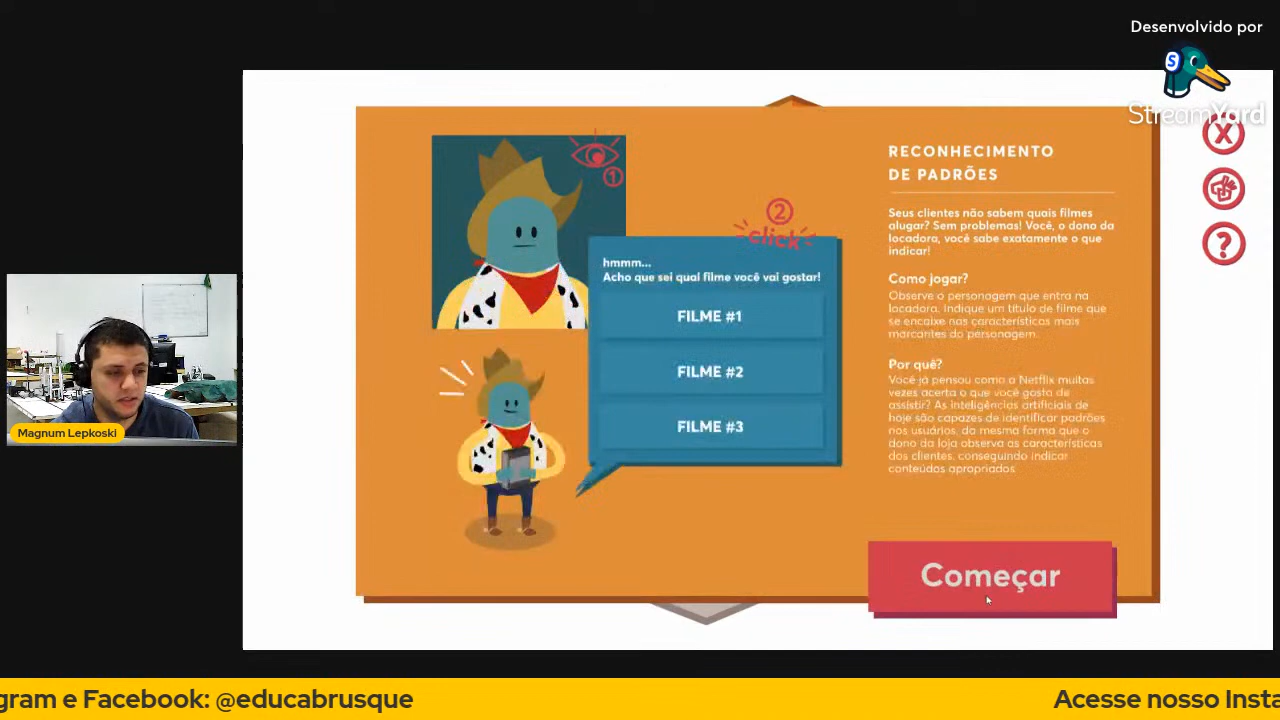 Desenvolvido por
StreamYard
RECONHECIMENTO
DE PADRÕES
1
2
click
Seus clientes não sabem quais filmes
alugar? Sem problemas! Você, o dono da
locadora, você sabe exatamente o que
indicar!
hmmm...
Acho que sei qual filme você vai gostar!
FILME #1
FILME #2
FILME #3
Como jogar?
Observe o personagem que entra na
locadora. Indique um título de filme que
se encaixe nas características mais
marcantes do personagem.
Por quê?
Você já pensou como a Netflix muitas
vezes acerta o que você gosta de
assistir? As inteligências artificiais de
hoje são capazes de identificar padrões
nos usuários, da mesma forma que o
dono da loja observa as características
dos clientes, conseguindo indicar
conteúdos apropriados.
Começar
X
?
S
Magnum Lepkoski
gram e Facebook: @educabrusque
Acesse nosso Insta